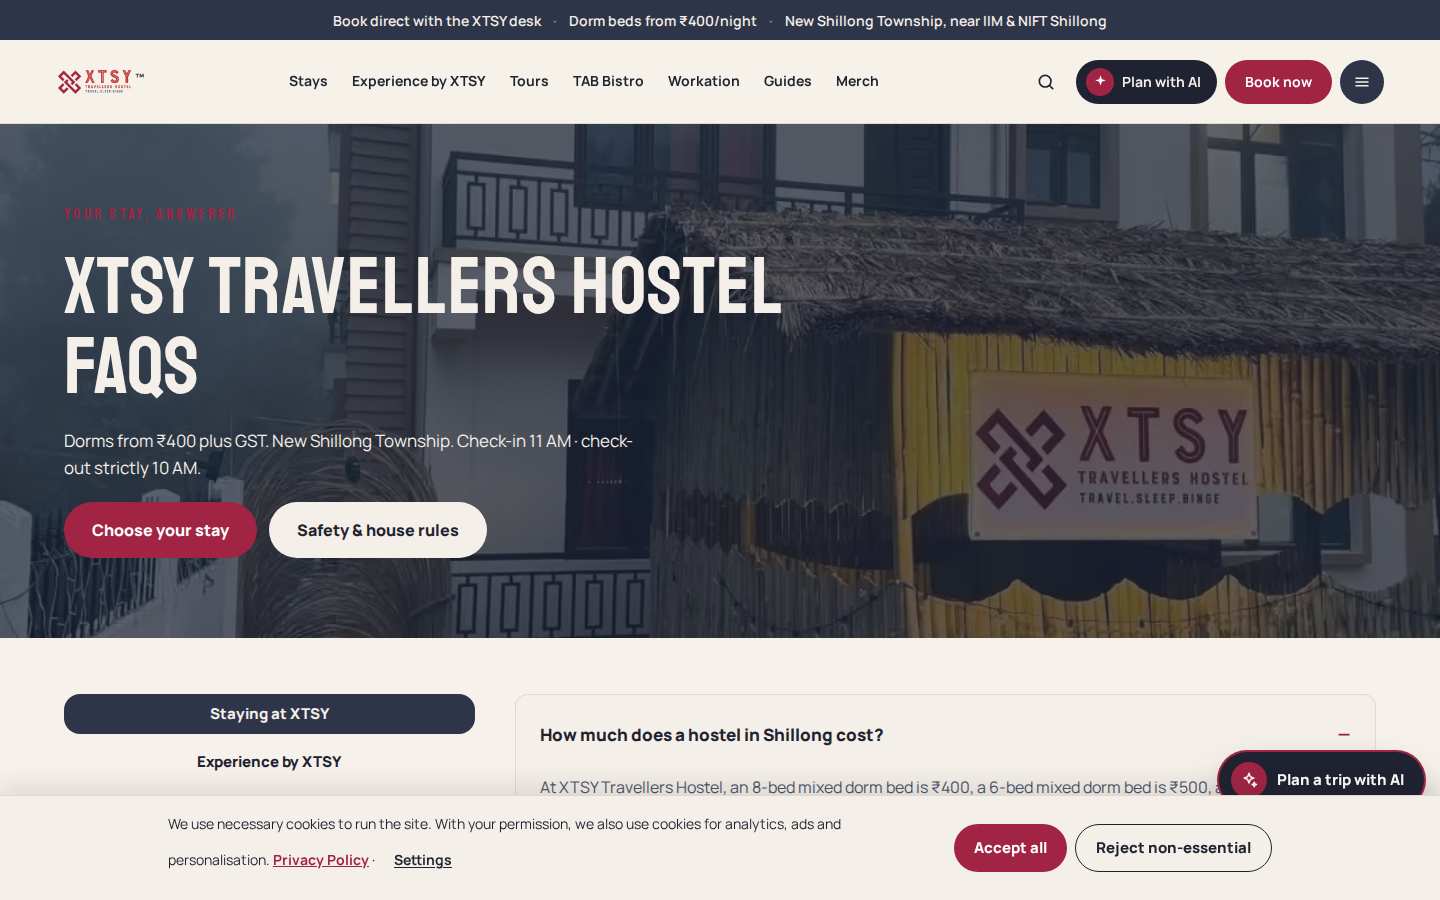 Book direct with the XTSY desk · Dorm beds from ₹400/night · New Shillong Township, near IIM & NIFT Shillong
XTSY ™
TRAVELLERS HOSTEL
TRAVEL.SLEEP.BINGE
Stays Experience by XTSY Tours TAB Bistro Workation Guides Merch
Plan with AI Book now
YOUR STAY, ANSWERED
XTSY TRAVELLERS HOSTEL
FAQS
Dorms from ₹400 plus GST. New Shillong Township. Check-in 11 AM · check-
out strictly 10 AM.
Choose your stay Safety & house rules
XTSY
TRAVELLERS HOSTEL
TRAVEL.SLEEP.BINGE
Staying at XTSY
Experience by XTSY
How much does a hostel in Shillong cost?
At XTSY Travellers Hostel, an 8-bed mixed dorm bed is ₹400, a 6-bed mixed dorm bed is ₹500,
Plan a trip with AI
We use necessary cookies to run the site. With your permission, we also use cookies for analytics, ads and
personalisation. Privacy Policy · Settings
Accept all Reject non-essential